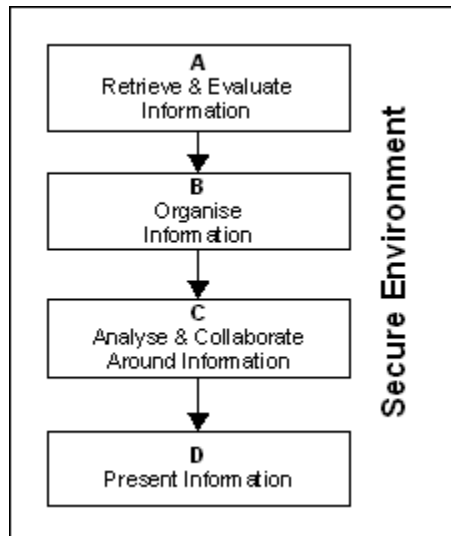 A
Retrieve & Evaluate
Information
B
Organise
Information
C
Analyse & Collaborate
Around Information
D
Present Information
Secure Environment